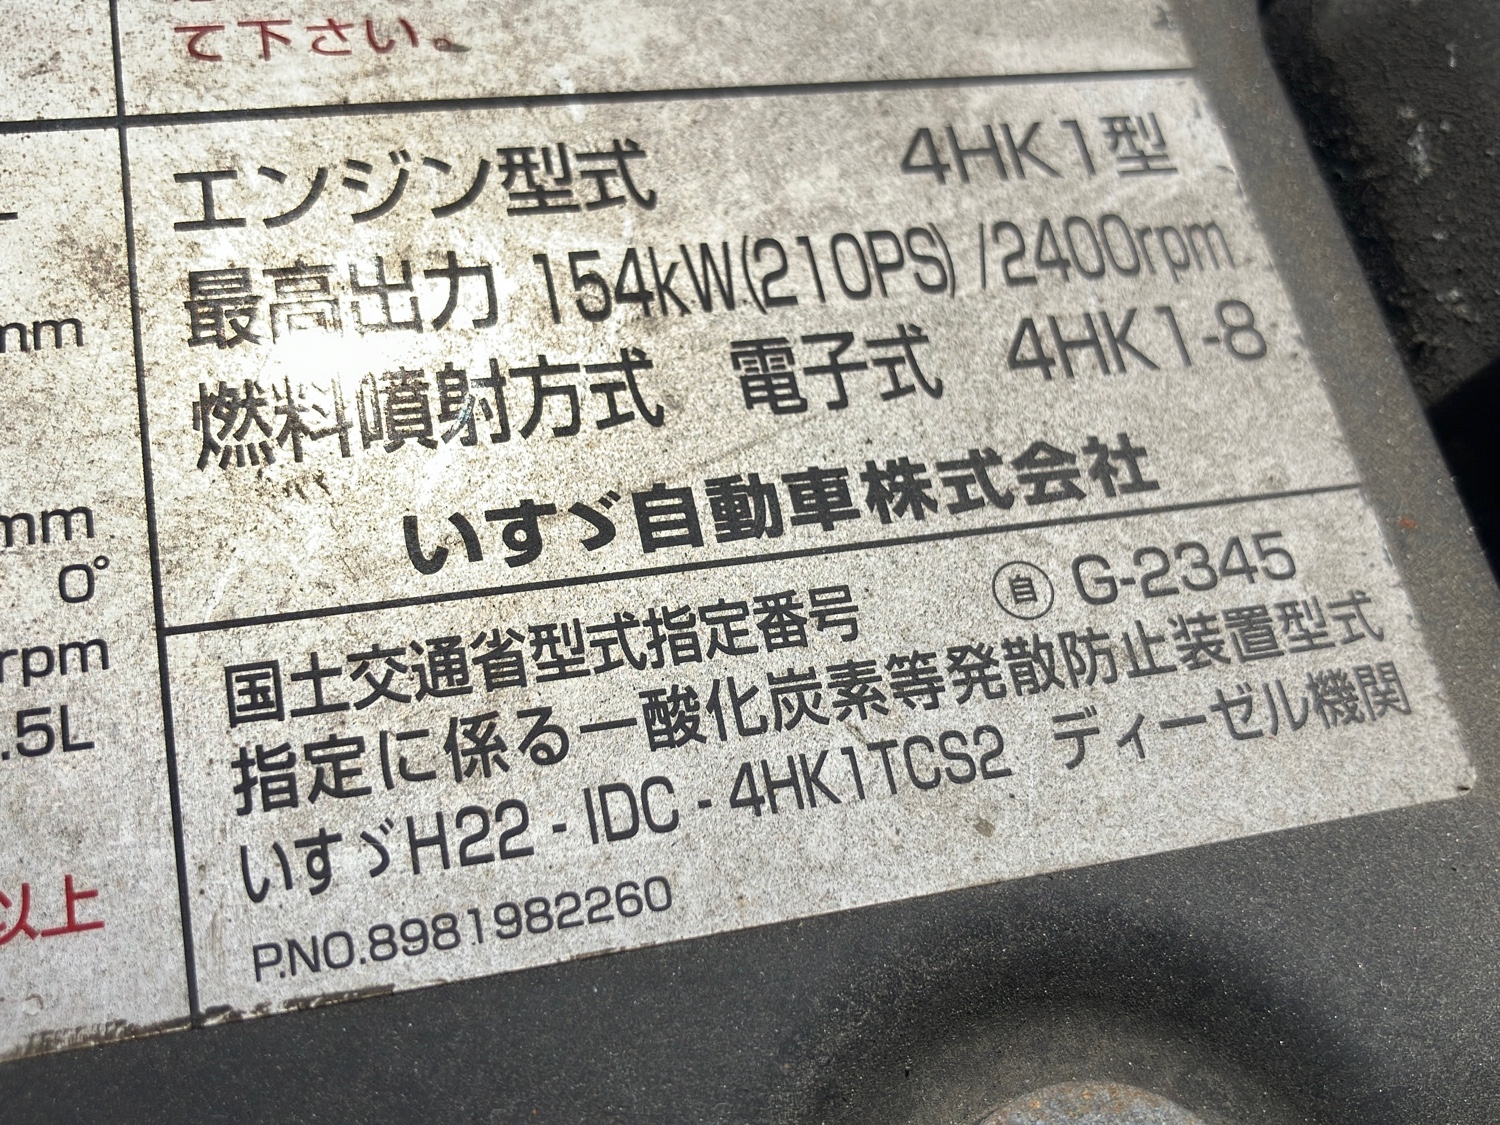 て下さい。
エンジン型式 4HK1型
最高出力 154kW(210PS) /2400rpm
燃料噴射方式 電子式 4HK1-8
いすゞ自動車株式会社
国土交通省型式指定番号 自 G-2345
指定に係る一酸化炭素等発散防止装置型式
いすゞH22 - IDC - 4HK1TCS2 ディーゼル機関
P.NO.8981982260
mm
mm
0°
rpm
.5L
以上